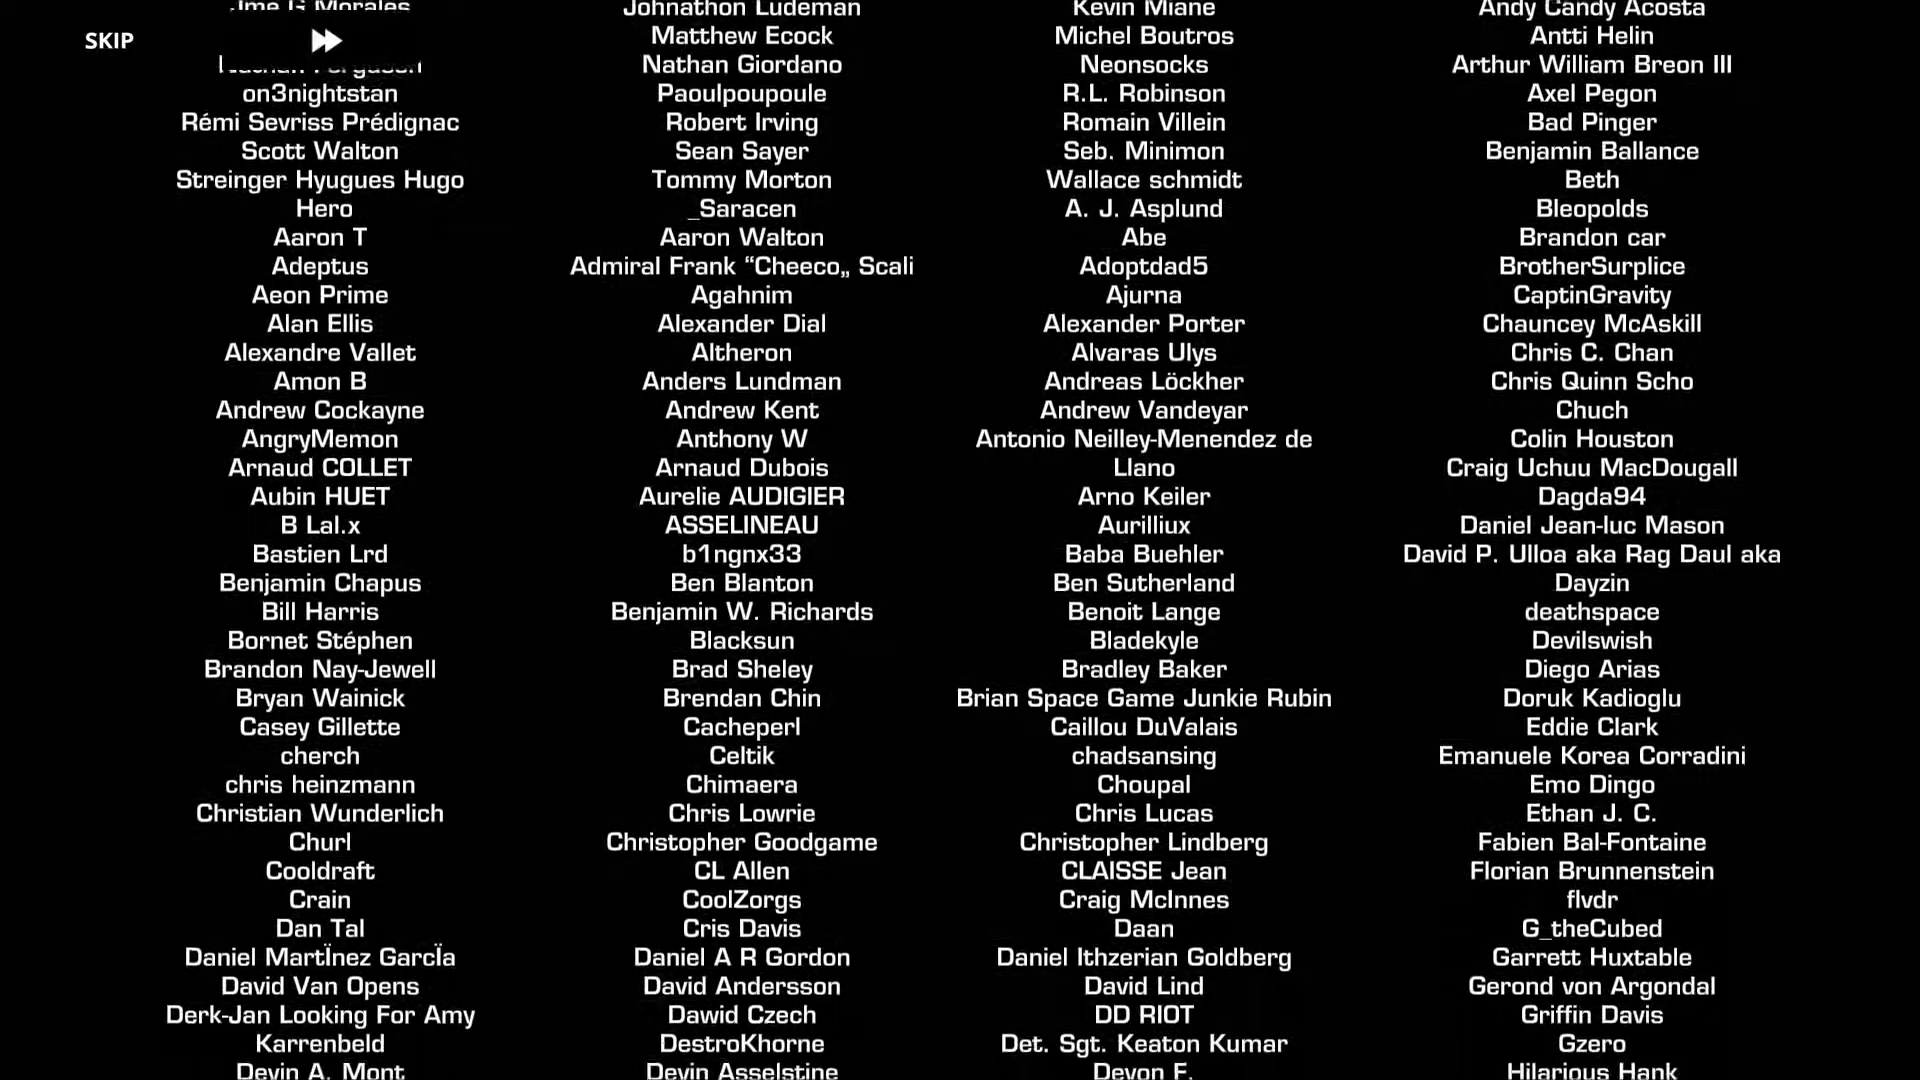 Jme G Morales
SKIP
on3nightstan
Rémi Sevriss Prédignac
Scott Walton
Streinger Hyugues Hugo
Hero
Aaron T
Adeptus
Aeon Prime
Alan Ellis
Alexandre Vallet
Amon B
Andrew Cockayne
AngryMemon
Arnaud COLLET
Aubin HUET
B Lal.x
Bastien Lrd
Benjamin Chapus
Bill Harris
Bornet Stéphen
Brandon Nay-Jewell
Bryan Wainick
Casey Gillette
cherch
chris heinzmann
Christian Wunderlich
Churl
Cooldraft
Crain
Dan Tal
Daniel MartÏnez GarcÏa
David Van Opens
Derk-Jan Looking For Amy
Karrenbeld
Devin A. Mont
Johnathon Ludeman
Matthew Ecock
Nathan Giordano
Paoulpoupoule
Robert Irving
Sean Sayer
Tommy Morton
_Saracen
Aaron Walton
Admiral Frank “Cheeco„ Scali
Agahnim
Alexander Dial
Altheron
Anders Lundman
Andrew Kent
Anthony W
Arnaud Dubois
Aurelie AUDIGIER
ASSELINEAU
b1ngnx33
Ben Blanton
Benjamin W. Richards
Blacksun
Brad Sheley
Brendan Chin
Cacheperl
Celtik
Chimaera
Chris Lowrie
Christopher Goodgame
CL Allen
CoolZorgs
Cris Davis
Daniel A R Gordon
David Andersson
Dawid Czech
DestroKhorne
Devin Asselstine
Kevin Miane
Michel Boutros
Neonsocks
R.L. Robinson
Romain Villein
Seb. Minimon
Wallace schmidt
A. J. Asplund
Abe
Adoptdad5
Ajurna
Alexander Porter
Alvaras Ulys
Andreas Löckher
Andrew Vandeyar
Antonio Neilley-Menendez de
Llano
Arno Keiler
Aurilliux
Baba Buehler
Ben Sutherland
Benoit Lange
Bladekyle
Bradley Baker
Brian Space Game Junkie Rubin
Caillou DuValais
chadsansing
Choupal
Chris Lucas
Christopher Lindberg
CLAISSE Jean
Craig McInnes
Daan
Daniel Ithzerian Goldberg
David Lind
DD RIOT
Det. Sgt. Keaton Kumar
Devon F.
Andy Candy Acosta
Antti Helin
Arthur William Breon III
Axel Pegon
Bad Pinger
Benjamin Ballance
Beth
Bleopolds
Brandon car
BrotherSurplice
CaptinGravity
Chauncey McAskill
Chris C. Chan
Chris Quinn Scho
Chuch
Colin Houston
Craig Uchuu MacDougall
Dagda94
Daniel Jean-luc Mason
David P. Ulloa aka Rag Daul aka
Dayzin
deathspace
Devilswish
Diego Arias
Doruk Kadioglu
Eddie Clark
Emanuele Korea Corradini
Emo Dingo
Ethan J. C.
Fabien Bal-Fontaine
Florian Brunnenstein
flvdr
G_theCubed
Garrett Huxtable
Gerond von Argondal
Griffin Davis
Gzero
Hilarious Hank